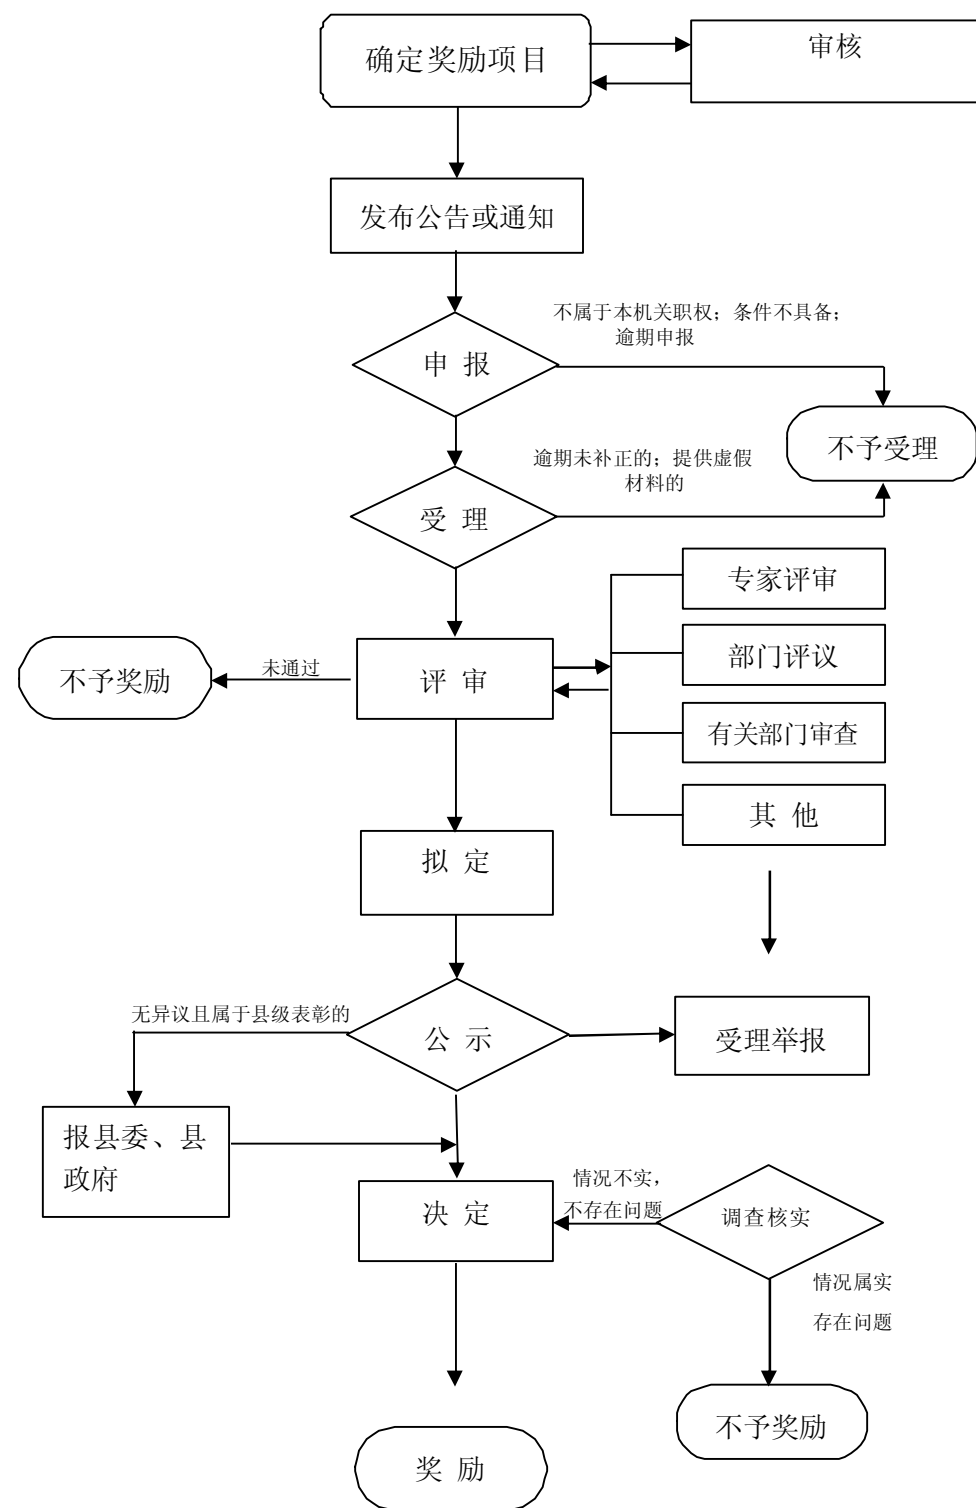 确定奖励项目
审核
发布公告或通知
不属于本机关职权；条件不具备；
逾期申报
申 报
不予受理
逾期未补正的；提供虚假
材料的
受 理
专家评审
部门评议
不予奖励
未通过
评 审
有关部门审查
其 他
拟 定
无异议且属于县级表彰的
公 示
受理举报
报县委、县
政府
情况不实，
不存在问题
决 定
调查核实
情况属实
存在问题
不予奖励
奖 励